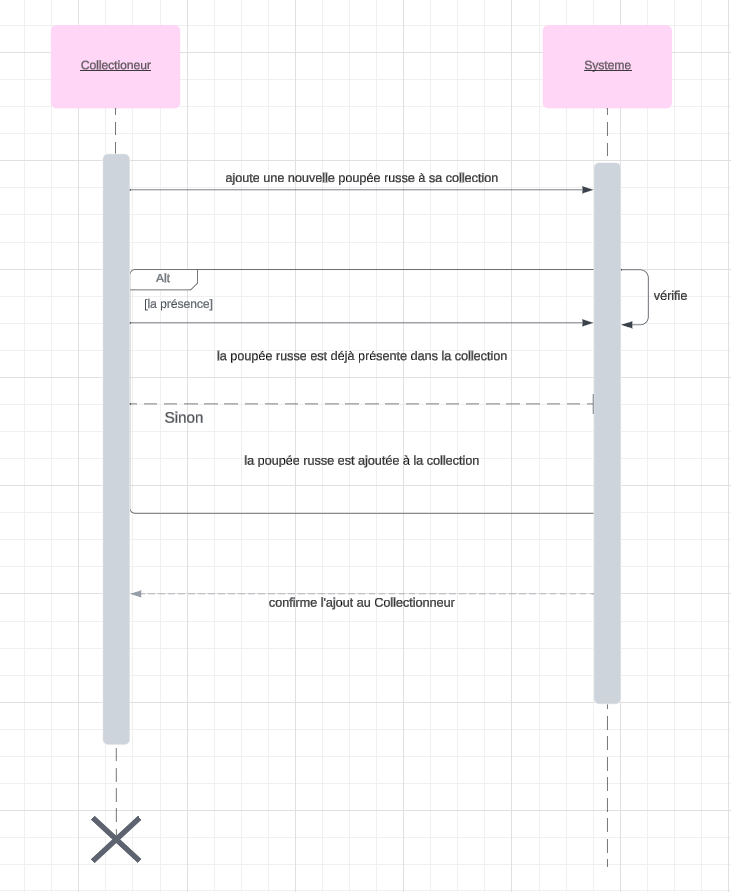 Collectioneur
Systeme
ajoute une nouvelle poupée russe à sa collection
Alt
vérifie
[la présence]
la poupée russe est déjà présente dans la collection
Sinon
la poupée russe est ajoutée à la collection
confirme l'ajout au Collectionneur